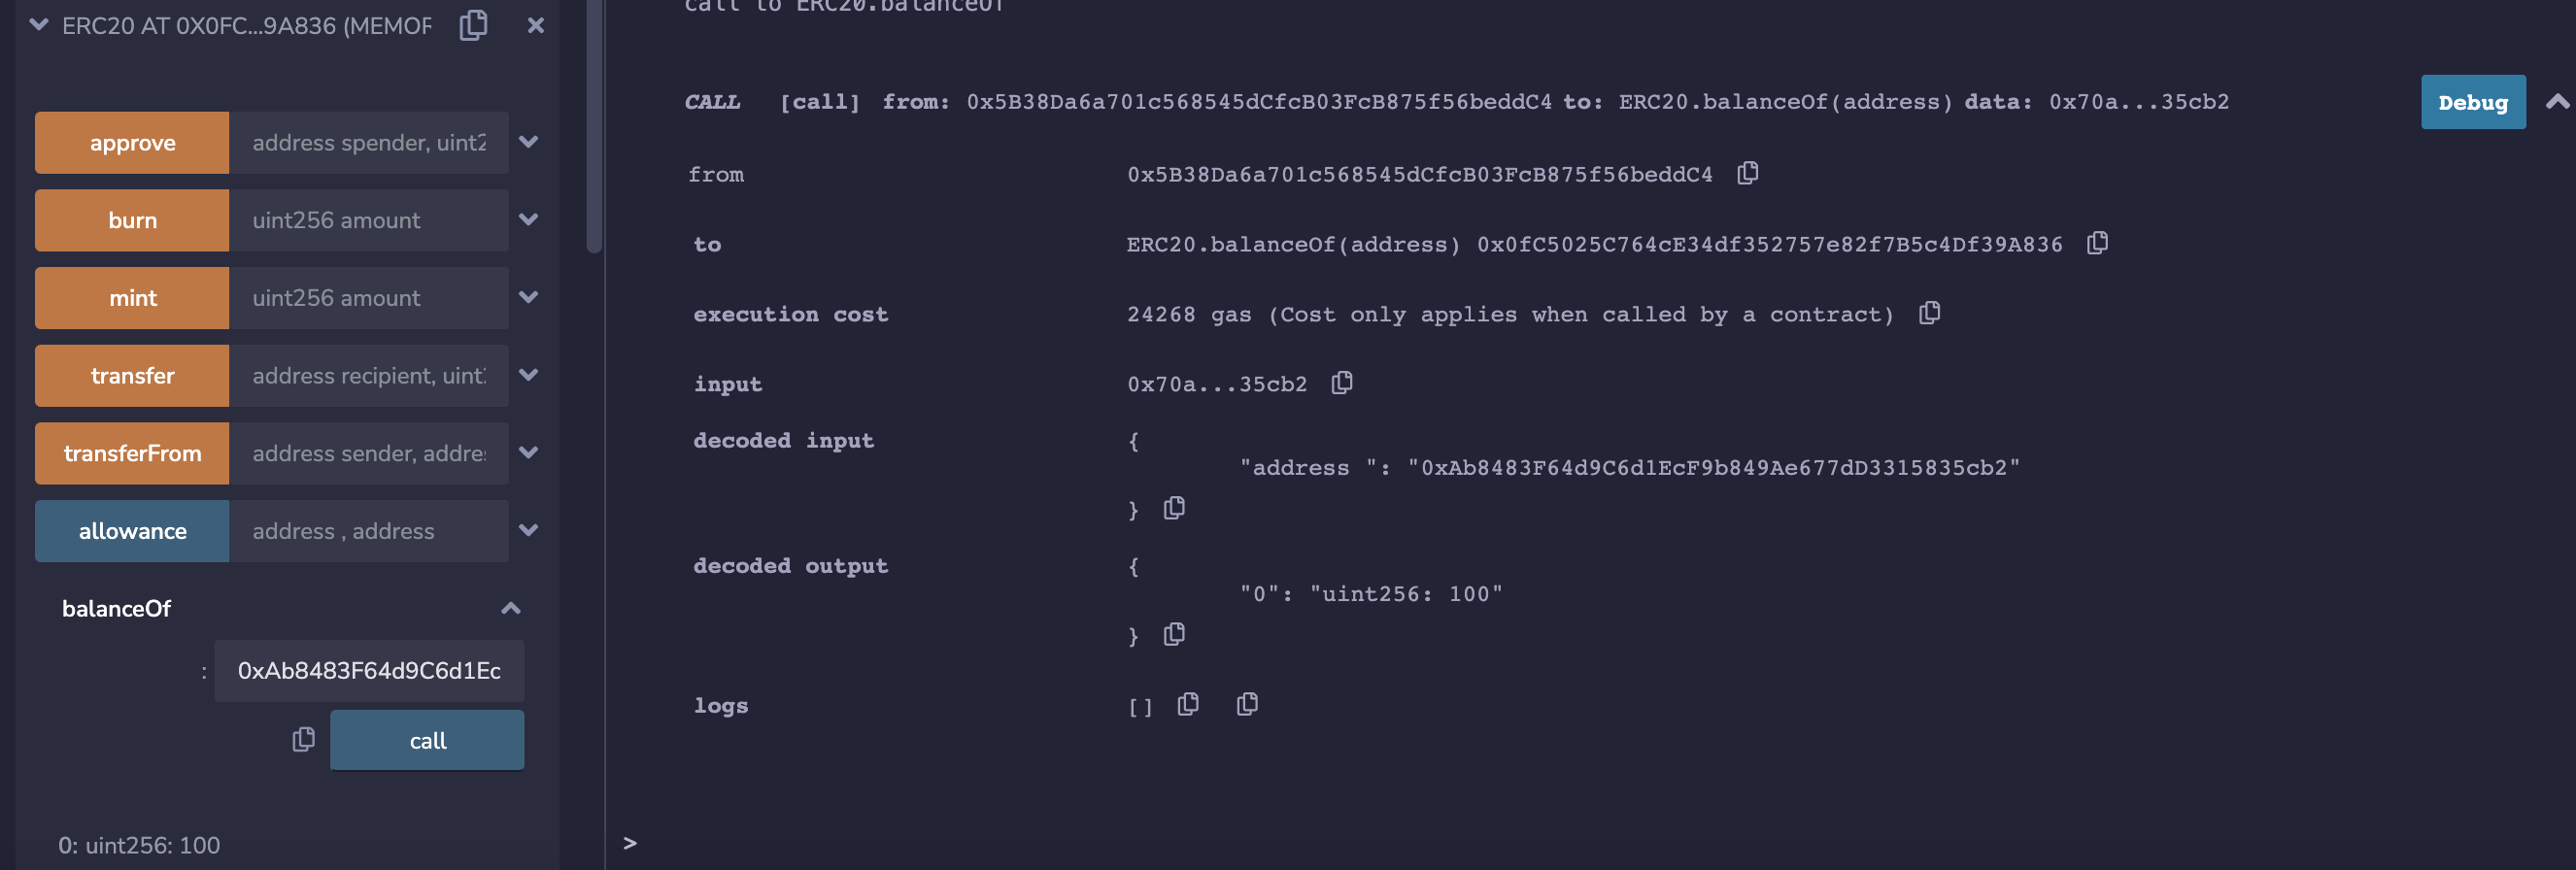 ERC20 AT 0X0FC...9A836 (MEMOR
approve
address spender, uint2
burn
uint256 amount
mint
uint256 amount
transfer
address recipient, uint
transferFrom
address sender, addre
allowance
address , address
balanceOf
:
0xAb8483F64d9C6d1Ec
call
0: uint256: 100
call to ERC20.balanceOf
CALL [call] from: 0x5B38Da6a701c568545dCfcB03FcB875f56beddC4 to: ERC20.balanceOf(address) data: 0x70a...35cb2
Debug
from 0x5B38Da6a701c568545dCfcB03FcB875f56beddC4
to ERC20.balanceOf(address) 0x0fC5025C764cE34df352757e82f7B5c4Df39A836
execution cost 24268 gas (Cost only applies when called by a contract)
input 0x70a...35cb2
decoded input {
"address ": "0xAb8483F64d9C6d1EcF9b849Ae677dD3315835cb2"
}
decoded output {
"0": "uint256: 100"
}
logs []
>